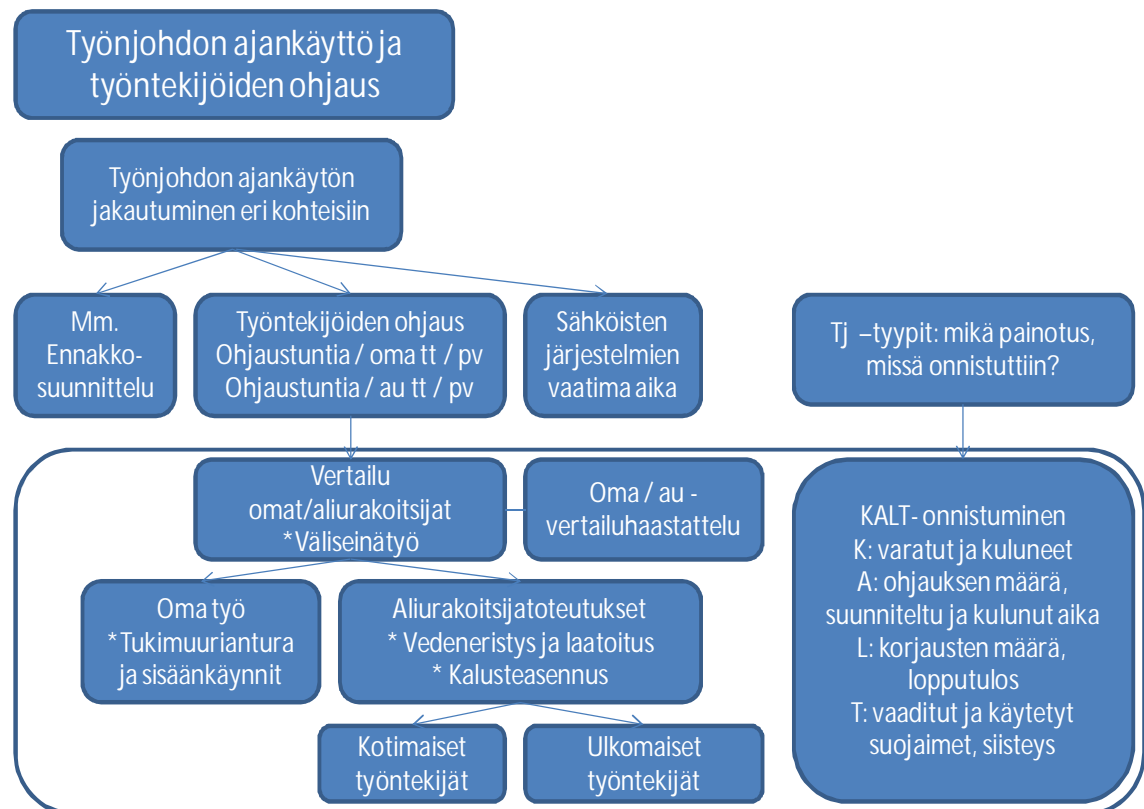 Työnjohdon ajankäyttö ja
työntekijöiden ohjaus
Työnjohdon ajankäytön
jakautuminen eri kohteisiin
Mm.
Ennakko-
suunnittelu
Työntekijöiden ohjaus
Ohjaustuntia / oma tt / pv
Ohjaustuntia / au tt / pv
Sähköisten
järjestelmien
vaatima aika
Tj –tyypit: mikä painotus,
missä onnistuttiin?
Vertailu
omat/aliurakoitsijat
*Väliseinätyö
Oma / au -
vertailuhaastattelu
Oma työ
*Tukimuuriantura
ja sisäänkäynnit
Aliurakoitsijatoteutukset
* Vedeneristys ja laatoitus
* Kalusteasennus
Kotimaiset
työntekijät
Ulkomaiset
työntekijät
KALT- onnistuminen
K: varatut ja kuluneet
A: ohjauksen määrä,
suunniteltu ja kulunut aika
L: korjausten määrä,
lopputulos
T: vaaditut ja käytetyt
suojaimet, siisteys